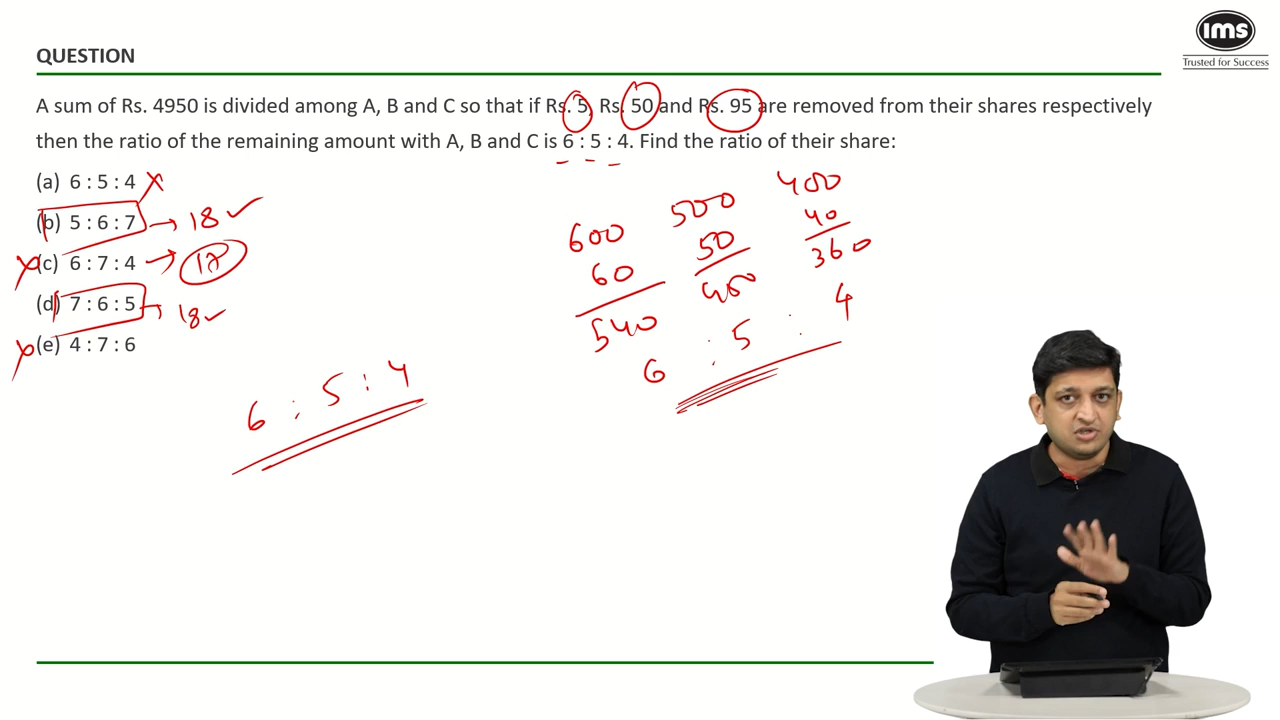 ims
Trusted for Success
QUESTION
A sum of Rs. 4950 is divided among A, B and C so that if Rs. 5, Rs. 50 and Rs. 95 are removed from their shares respectively
then the ratio of the remaining amount with A, B and C is 6 : 5 : 4. Find the ratio of their share:
(a) 6 : 5 : 4 X
(b) 5 : 6 : 7 → 18 ✓
X (c) 6 : 7 : 4 → 17
(d) 7 : 6 : 5 → 18 ✓
X (e) 4 : 7 : 6
6 : 5 : 4
600 500 400
60 50 40
540 450 360
6 : 5 : 4